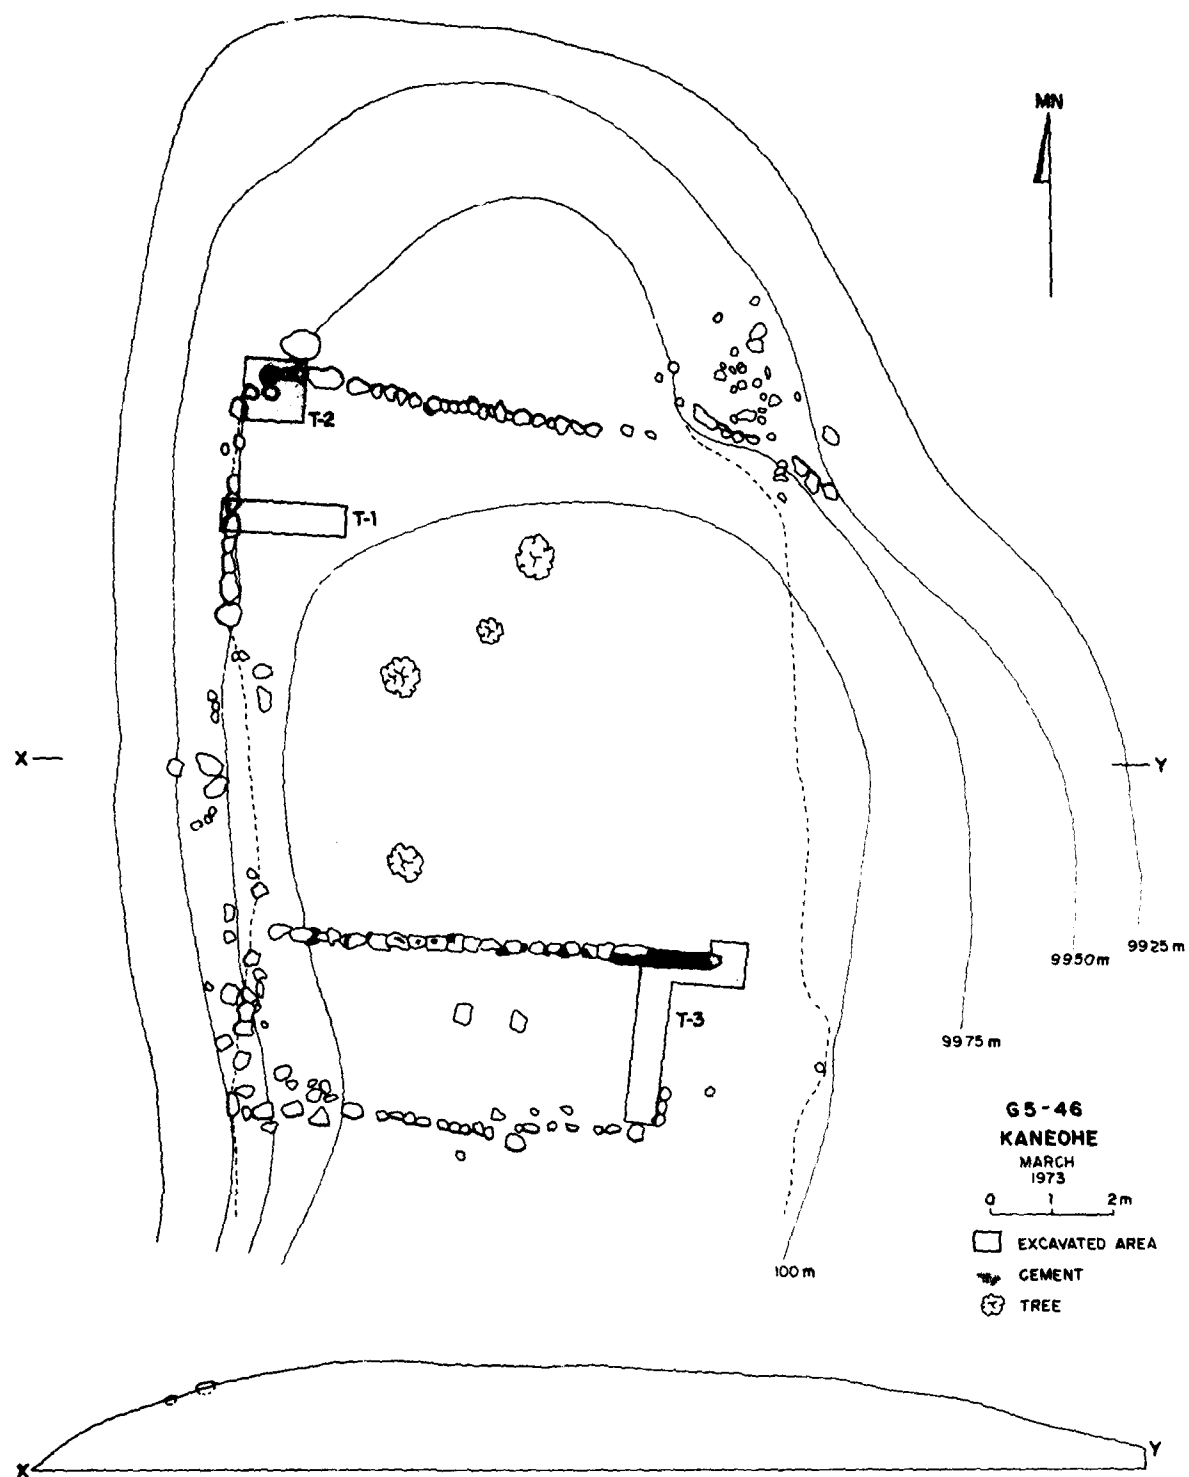 MN
T-2
T-1
X
Y
9925 m
9950 m
T-3
9975 m
G5-46
KANEOHE
MARCH
1973
0 1 2m
EXCAVATED AREA
CEMENT
TREE
100 m
X
Y